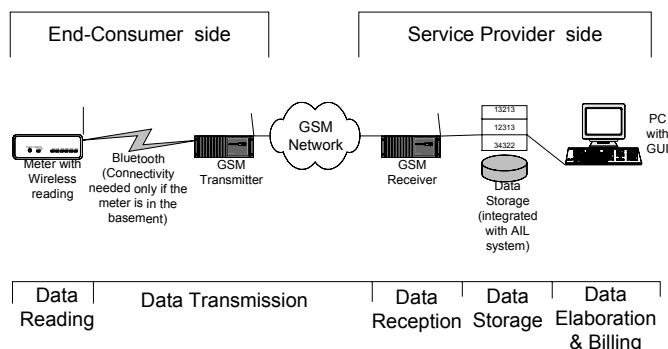 End-Consumer side
Service Provider side
Meter with
Wireless
reading
Bluetooth
(Connectivity
needed only if the
meter is in the
basement)
GSM
Transmitter
GSM
Network
GSM
Receiver
13213
12313
34322
Data
Storage
(integrated
with AIL
system)
PC
with
GUI
Data
Reading
Data Transmission
Data
Reception
Data
Storage
Data
Elaboration
& Billing